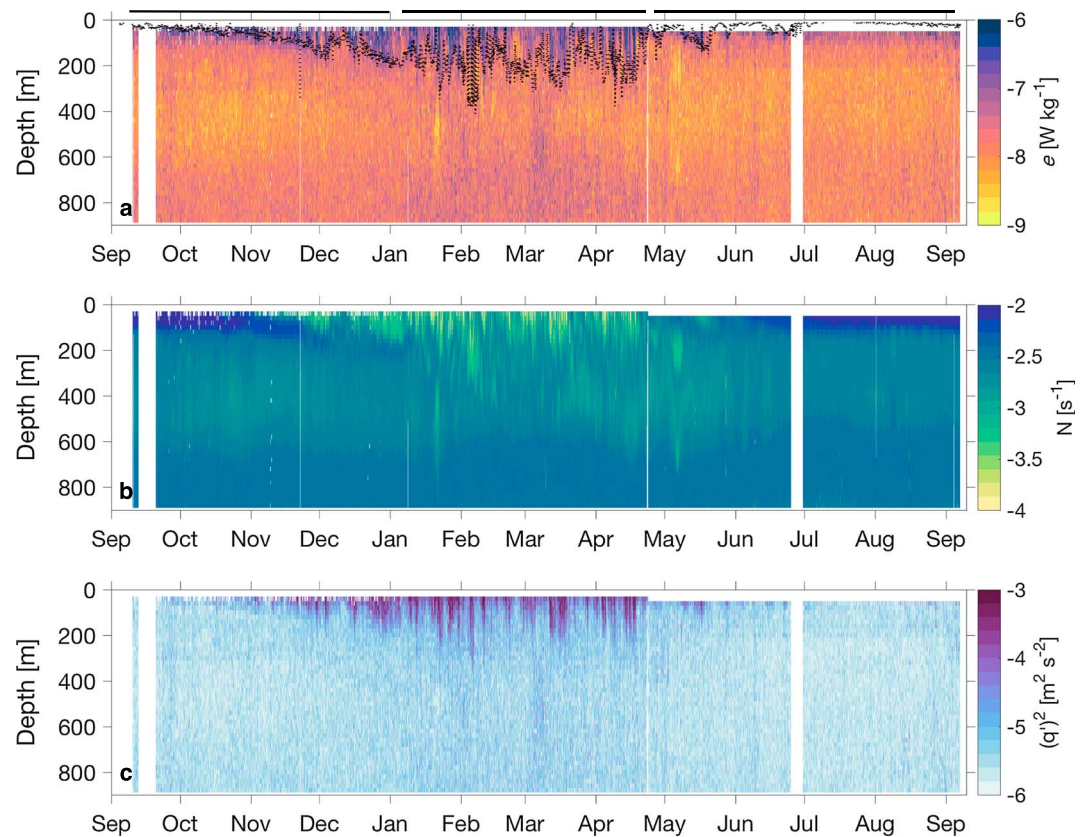 0
200
400
600
800
Depth [m]
a
Sep Oct Nov Dec Jan Feb Mar Apr May Jun Jul Aug Sep
-6
-7
-8
-9
e [W kg⁻¹]
0
200
400
600
800
Depth [m]
b
Sep Oct Nov Dec Jan Feb Mar Apr May Jun Jul Aug Sep
-2
-2.5
-3
-3.5
-4
N [s⁻¹]
0
200
400
600
800
Depth [m]
c
Sep Oct Nov Dec Jan Feb Mar Apr May Jun Jul Aug Sep
-3
-4
-5
-6
(q')² [m² s⁻²]